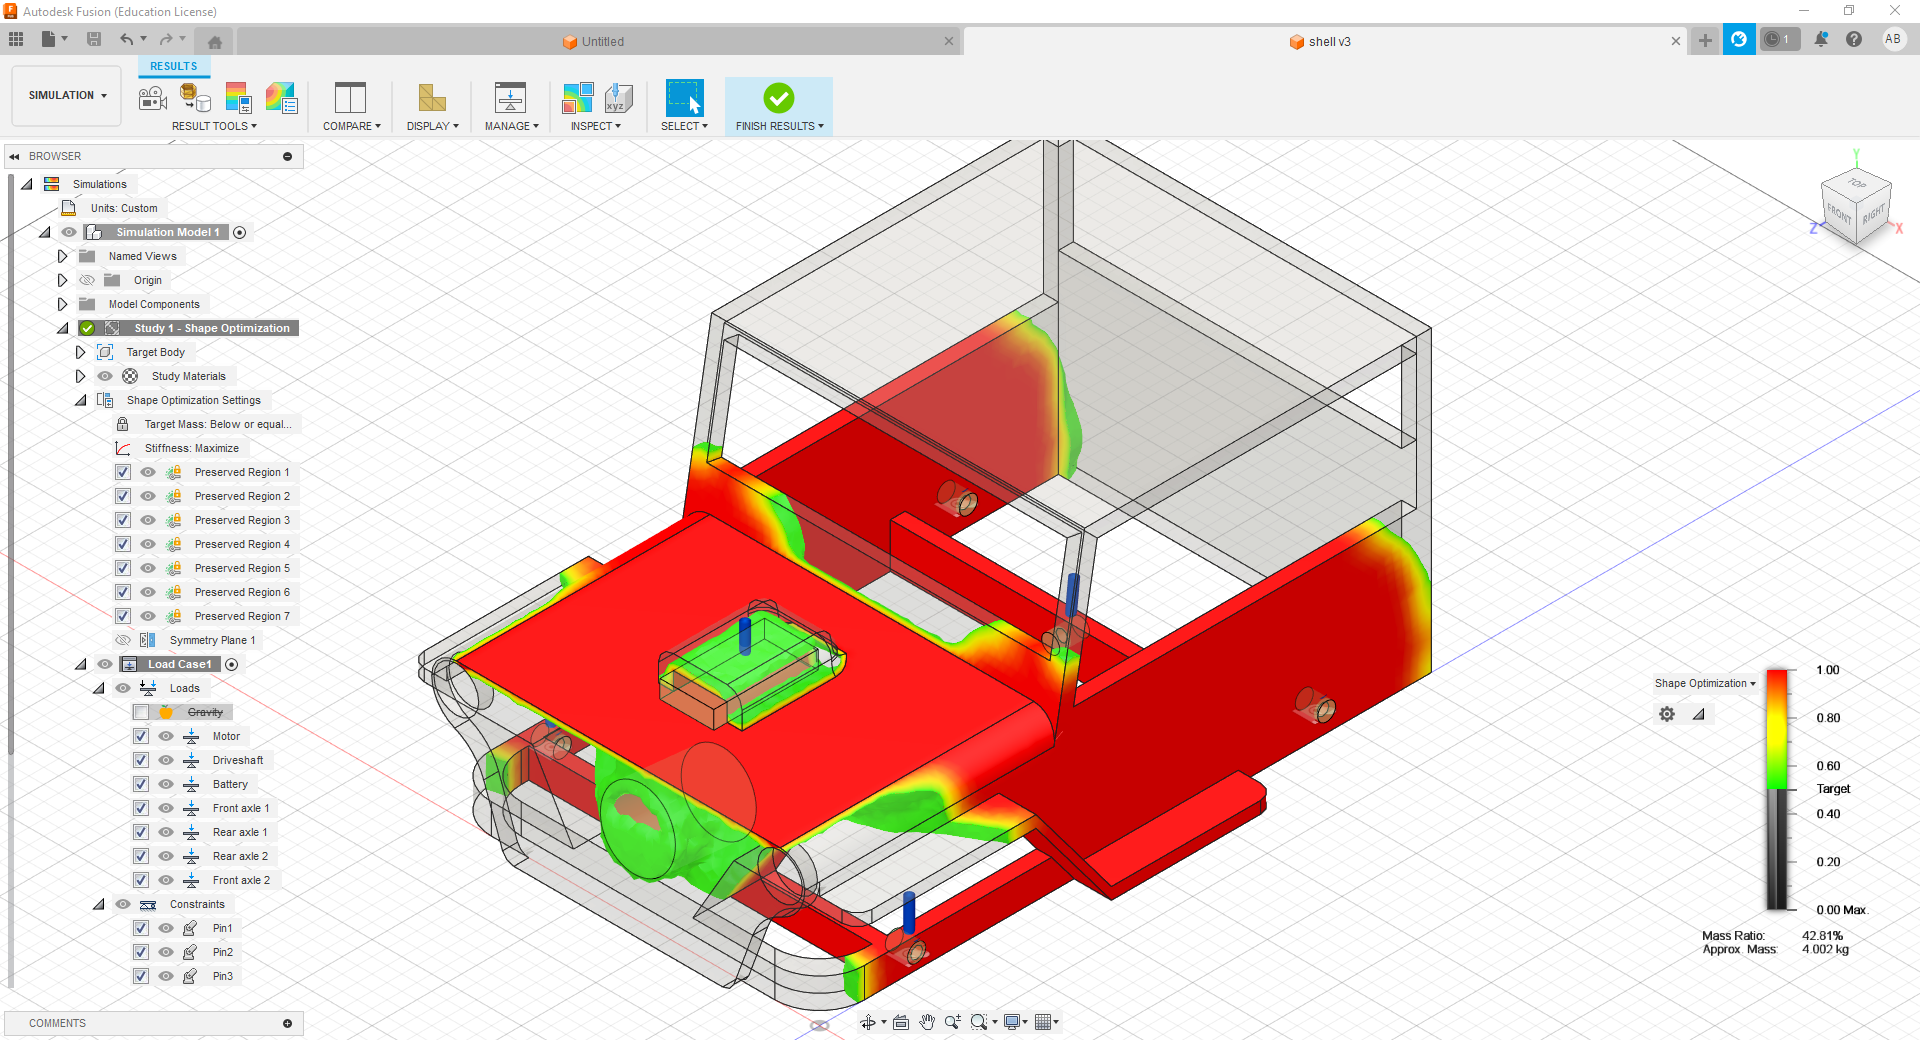 Autodesk Fusion (Education License)
Untitled
shell v3
1
AB
RESULTS
SIMULATION
RESULT TOOLS
COMPARE
DISPLAY
MANAGE
INSPECT
SELECT
FINISH RESULTS
xyz
BROWSER
Simulations
Units: Custom
Simulation Model 1
Named Views
Origin
Model Components
Study 1 - Shape Optimization
Target Body
Study Materials
Shape Optimization Settings
Target Mass: Below or equal...
Stiffness: Maximize
Preserved Region 1
Preserved Region 2
Preserved Region 3
Preserved Region 4
Preserved Region 5
Preserved Region 6
Preserved Region 7
Symmetry Plane 1
Load Case1
Loads
Gravity
Motor
Driveshaft
Battery
Front axle 1
Rear axle 1
Rear axle 2
Front axle 2
Constraints
Pin1
Pin2
Pin3
COMMENTS
Y
TOP
FRONT
RIGHT
Z
X
Shape Optimization
1.00
0.80
0.60
Target
0.40
0.20
0.00 Max.
Mass Ratio: 42.81%
Approx. Mass: 4.002 kg